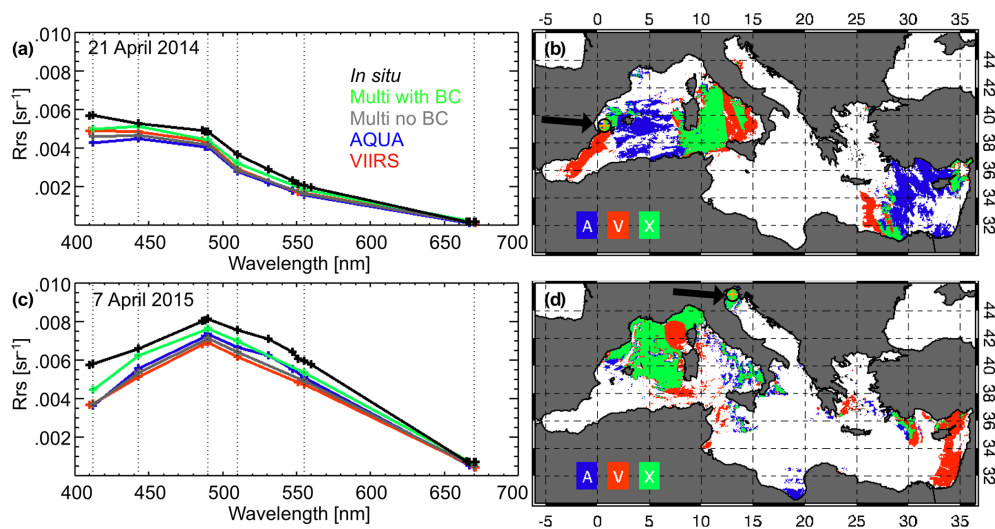 (a) 21 April 2014
In situ
Multi with BC
Multi no BC
AQUA
VIIRS
Rrs [sr⁻¹]
.010
.008
.006
.004
.002
400 450 500 550 600 650 700
Wavelength [nm]
-5 0 5 10 15 20 25 30 35
(b)
44
42
40
38
36
34
32
A V X
(c) 7 April 2015
Rrs [sr⁻¹]
.010
.008
.006
.004
.002
400 450 500 550 600 650 700
Wavelength [nm]
(d)
44
42
40
38
36
34
32
A V X
-5 0 5 10 15 20 25 30 35